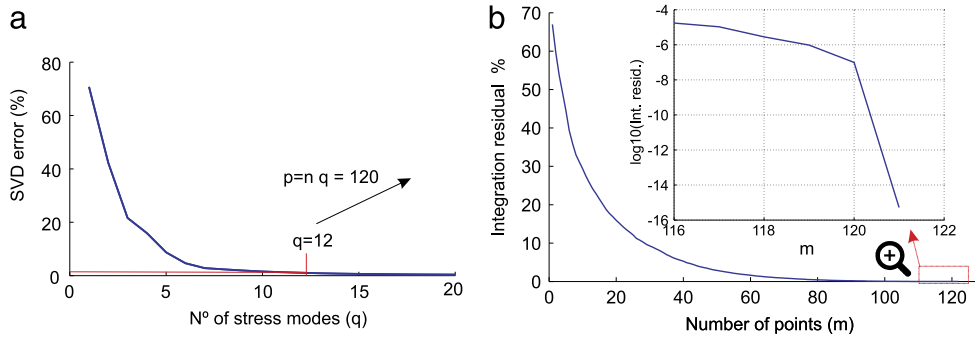 a
80
60
40
20
0
SVD error (%)
p=n q = 120
q=12
0 5 10 15 20
Nº of stress modes (q)
b
70
60
50
40
30
20
10
0
Integration residual %
0 20 40 60 80 100 120
Number of points (m)
-4
-6
-8
-10
-12
-14
-16
log10(Int. resid.)
116 118 120 122
m